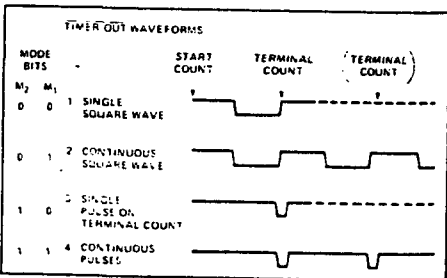 TIMER OUT WAVEFORMS
MODE BITS START COUNT TERMINAL COUNT (TERMINAL COUNT)
M2 M1
0 0 1 SINGLE SQUARE WAVE
0 1 2 CONTINUOUS SQUARE WAVE
1 0 3 SINGLE PULSE ON TERMINAL COUNT
1 1 4 CONTINUOUS PULSES